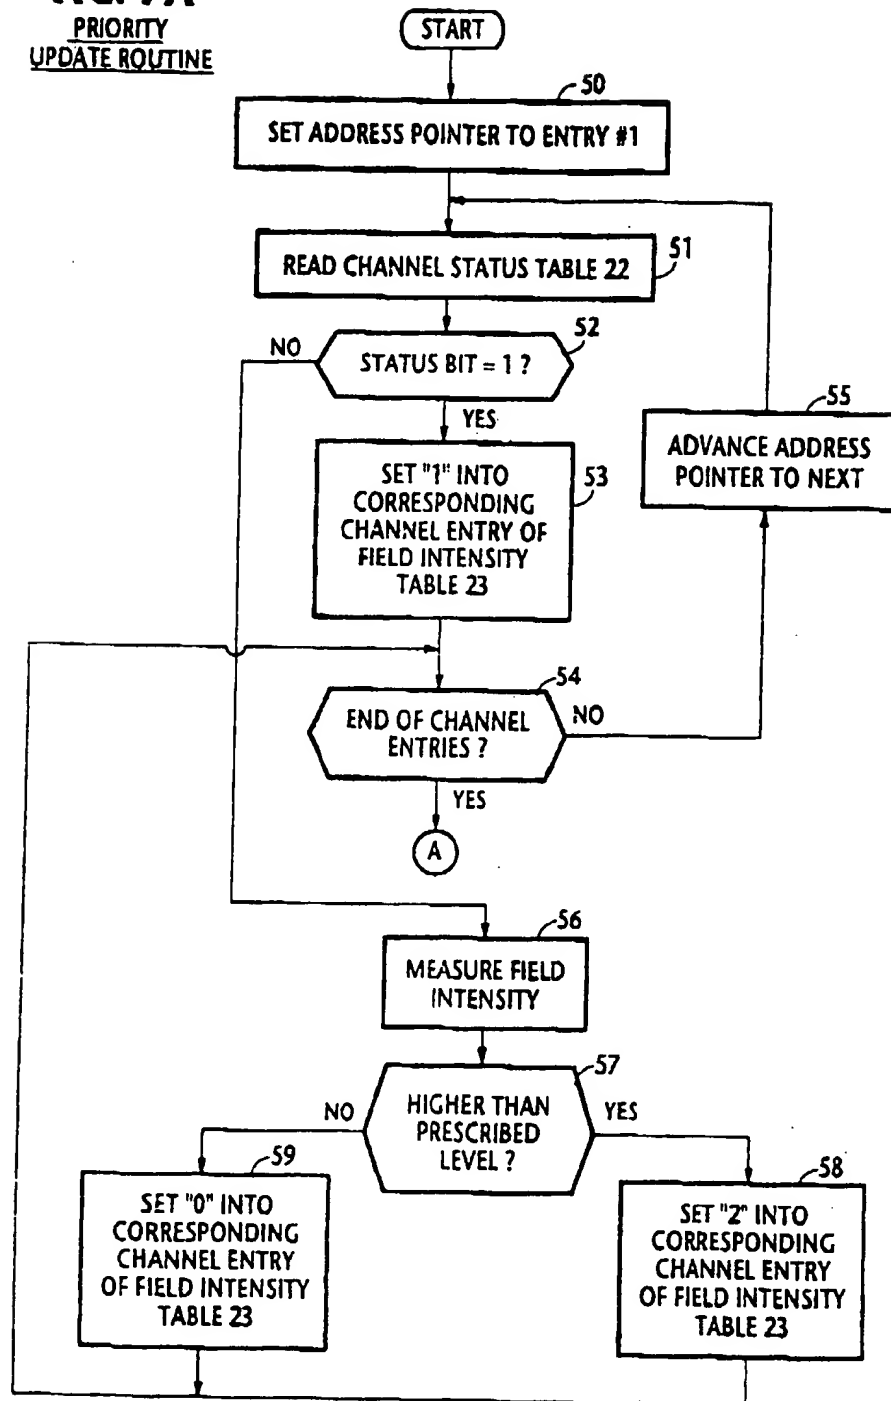 PRIORITY
UPDATE ROUTINE
START
50
SET ADDRESS POINTER TO ENTRY #1
READ CHANNEL STATUS TABLE 22
51
52
STATUS BIT = 1 ?
NO
YES
55
ADVANCE ADDRESS
POINTER TO NEXT
SET "1" INTO
CORRESPONDING
CHANNEL ENTRY OF
FIELD INTENSITY
TABLE 23
53
54
END OF CHANNEL
ENTRIES ?
NO
YES
A
56
MEASURE FIELD
INTENSITY
57
HIGHER THAN
PRESCRIBED
LEVEL ?
NO
YES
59
SET "0" INTO
CORRESPONDING
CHANNEL ENTRY
OF FIELD INTENSITY
TABLE 23
58
SET "2" INTO
CORRESPONDING
CHANNEL ENTRY
OF FIELD INTENSITY
TABLE 23